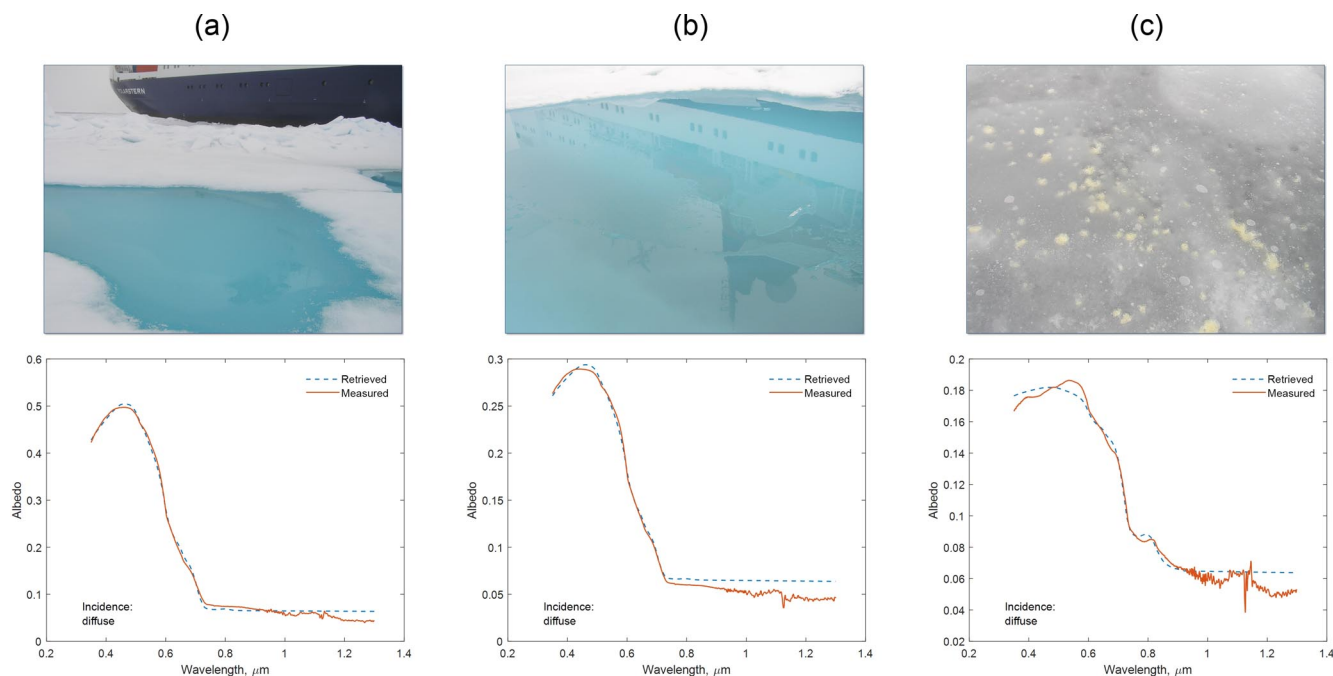 (a)
(b)
(c)
0.6
0.5
0.4
0.3
0.2
0.1
0
Albedo
Retrieved
Measured
Incidence:
diffuse
0.2 0.4 0.6 0.8 1 1.2 1.4
Wavelength, μm
0.3
0.25
0.2
0.15
0.1
0.05
0
Albedo
Retrieved
Measured
Incidence:
diffuse
0.2 0.4 0.6 0.8 1 1.2 1.4
Wavelength, μm
0.2
0.18
0.16
0.14
0.12
0.1
0.08
0.06
0.04
0.02
Albedo
Retrieved
Measured
Incidence:
diffuse
0.2 0.4 0.6 0.8 1 1.2 1.4
Wavelength, μm